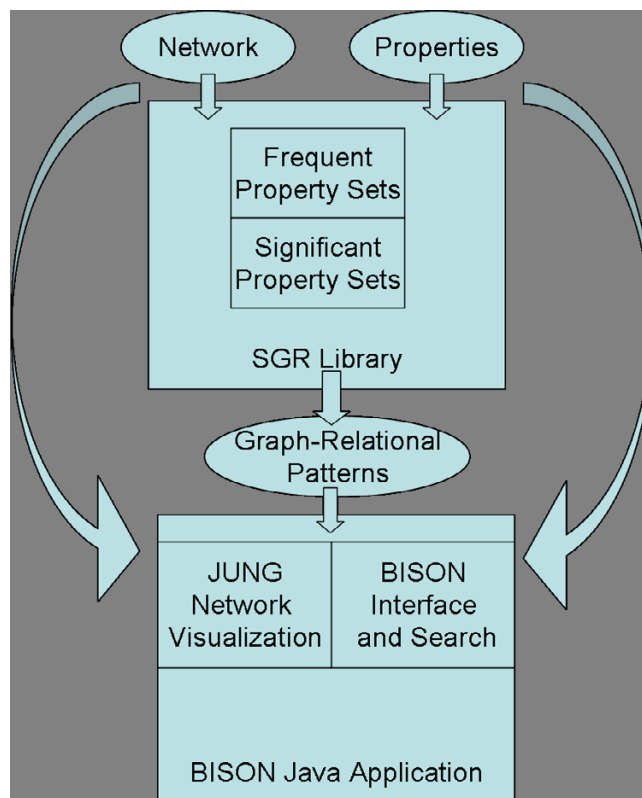 Network
Properties
Frequent
Property Sets
Significant
Property Sets
SGR Library
Graph-Relational
Patterns
JUNG
Network
Visualization
BISON
Interface
and Search
BISON Java Application